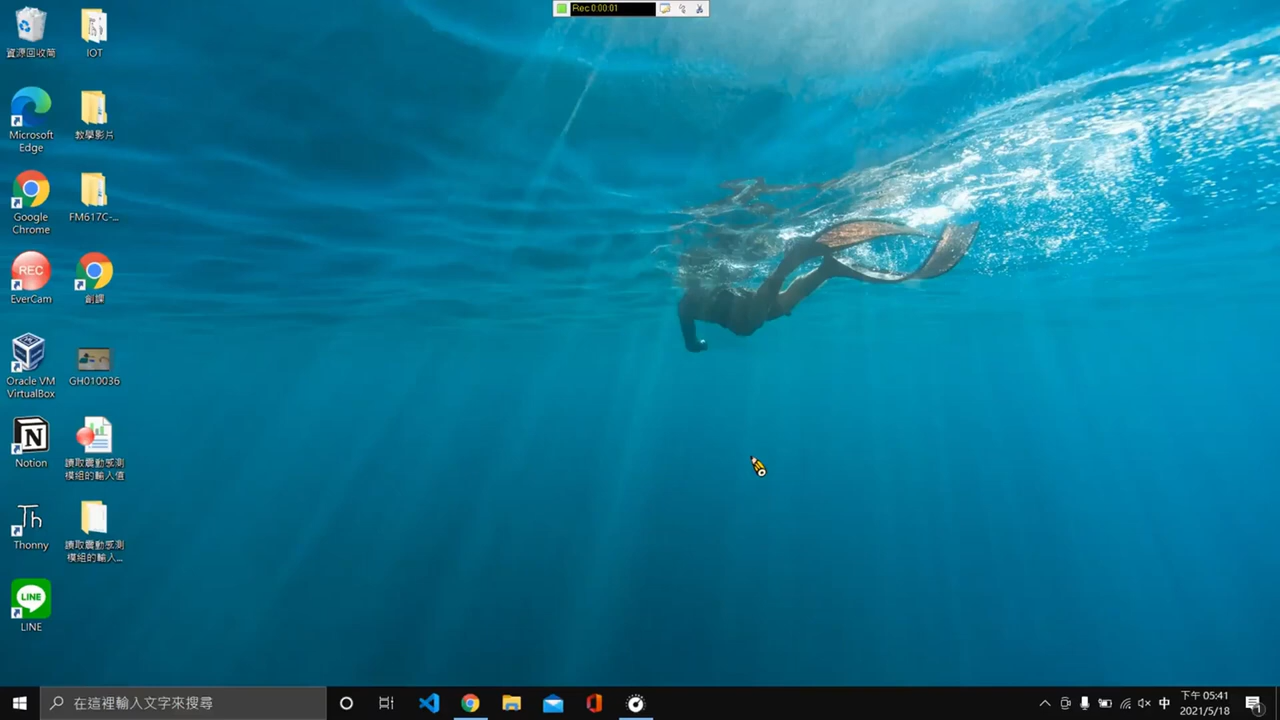 Rec 0:00:01
資源回收筒
IOT
Microsoft
Edge
教學影片
Google
Chrome
FM617C-...
REC
EverCam
創課
Oracle VM
VirtualBox
GH010036
Notion
讀取震動感測
模組的輸入值
Th
Thonny
讀取震動感測
模組的輸入...
LINE
LINE
在這裡輸入文字來搜尋
中
下午 05:41
2021/5/18
1